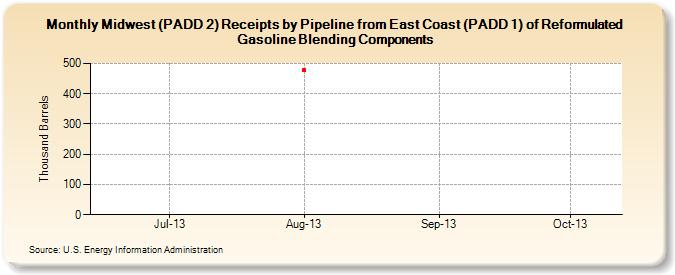 Monthly Midwest (PADD 2) Receipts by Pipeline from East Coast (PADD 1) of Reformulated
Gasoline Blending Components
Thousand Barrels
500
400
300
200
100
0
Jul-13 Aug-13 Sep-13 Oct-13
Source: U.S. Energy Information Administration